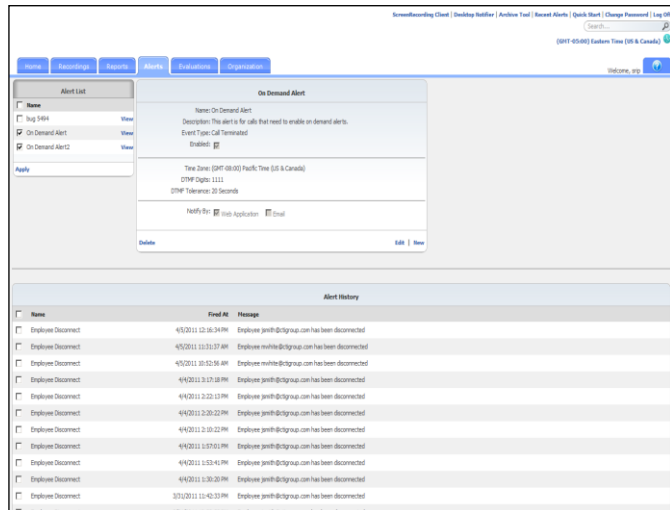 ScreenRecording Client | Desktop Notifier | Archive Tool | Recent Alerts | Quick Start | Change Password | Log Off
Search...
(GMT-05:00) Eastern Time (US & Canada)
Home Recordings Reports Alerts Evaluations Organization
Welcome, srip
Alert List
Name
bug 5494 View
On Demand Alert View
On Demand Alert2 View
Apply
On Demand Alert
Name: On Demand Alert
Description: This alert is for calls that need to enable on demand alerts.
Event Type: Call Terminated
Enabled:
Time Zone: (GMT-08:00) Pacific Time (US & Canada)
DTMF Digits: 1111
DTMF Tolerance: 20 Seconds
Notify By: Web Application Email
Delete Edit | New
Alert History
Name Fired At Message
Employee Disconnect 4/5/2011 12:16:34 PM Employee jsmith@ctigroup.com has been disconnected
Employee Disconnect 4/5/2011 11:31:37 AM Employee mwhite@ctigroup.com has been disconnected
Employee Disconnect 4/5/2011 10:52:56 AM Employee mwhite@ctigroup.com has been disconnected
Employee Disconnect 4/4/2011 3:17:18 PM Employee jsmith@ctigroup.com has been disconnected
Employee Disconnect 4/4/2011 2:22:13 PM Employee jsmith@ctigroup.com has been disconnected
Employee Disconnect 4/4/2011 2:20:22 PM Employee jsmith@ctigroup.com has been disconnected
Employee Disconnect 4/4/2011 2:10:22 PM Employee jsmith@ctigroup.com has been disconnected
Employee Disconnect 4/4/2011 1:57:01 PM Employee jsmith@ctigroup.com has been disconnected
Employee Disconnect 4/4/2011 1:53:41 PM Employee jsmith@ctigroup.com has been disconnected
Employee Disconnect 4/4/2011 1:30:20 PM Employee jsmith@ctigroup.com has been disconnected
Employee Disconnect 3/31/2011 11:42:33 PM Employee jsmith@ctigroup.com has been disconnected